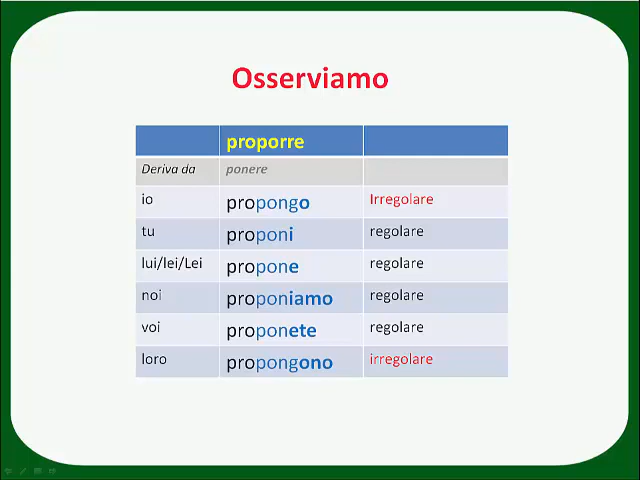 Osserviamo
proporre
Deriva da ponere
io propongo Irregolare
tu proponi regolare
lui/lei/Lei propone regolare
noi proponiamo regolare
voi proponete regolare
loro propongono irregolare